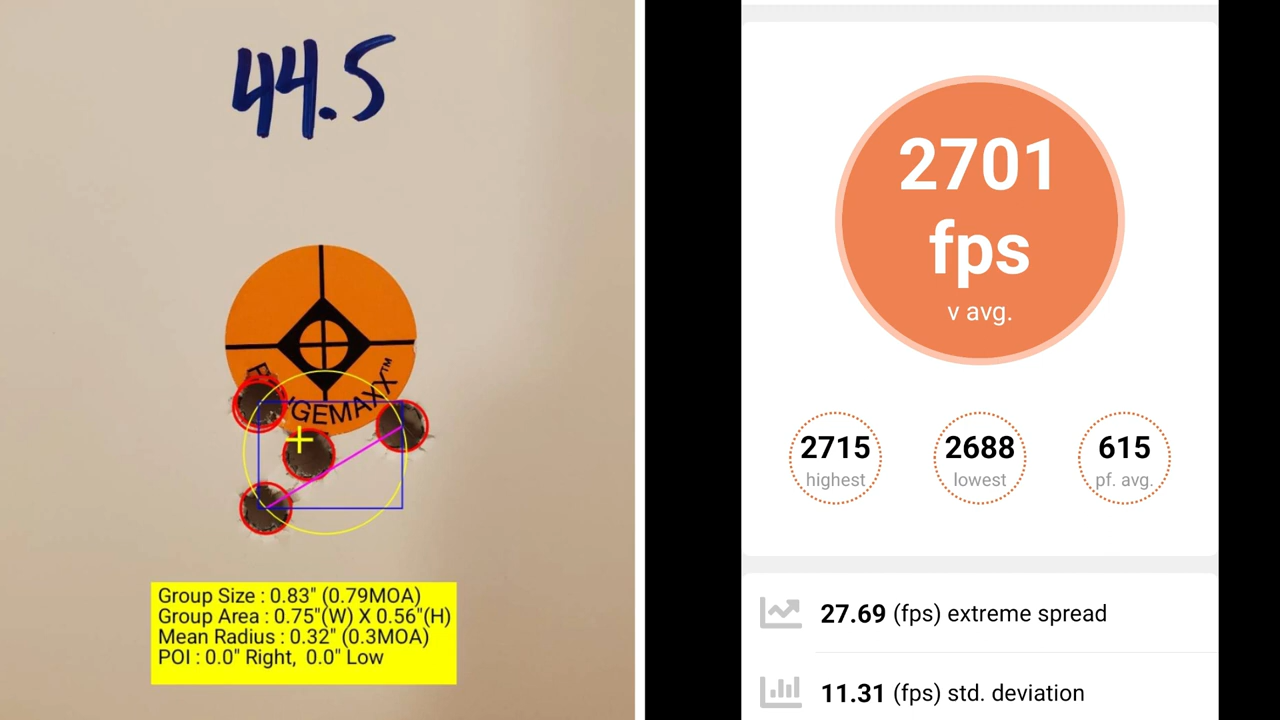 44.5
GEMAXX™
Group Size : 0.83" (0.79MOA)
Group Area : 0.75"(W) X 0.56"(H)
Mean Radius : 0.32" (0.3MOA)
POI : 0.0" Right, 0.0" Low
2701
fps
v avg.
2715
highest
2688
lowest
615
pf. avg.
27.69 (fps) extreme spread
11.31 (fps) std. deviation